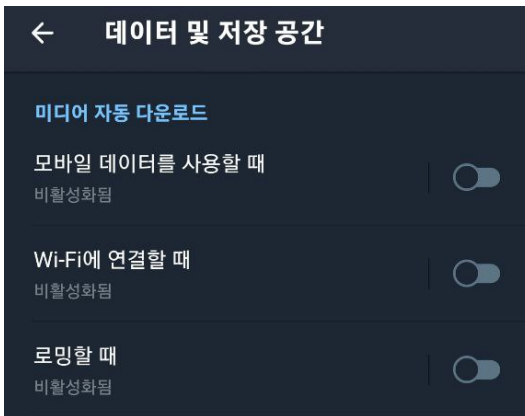 데이터 및 저장 공간
미디어 자동 다운로드
모바일 데이터를 사용할 때
비활성화됨
Wi-Fi에 연결할 때
비활성화됨
로밍할 때
비활성화됨